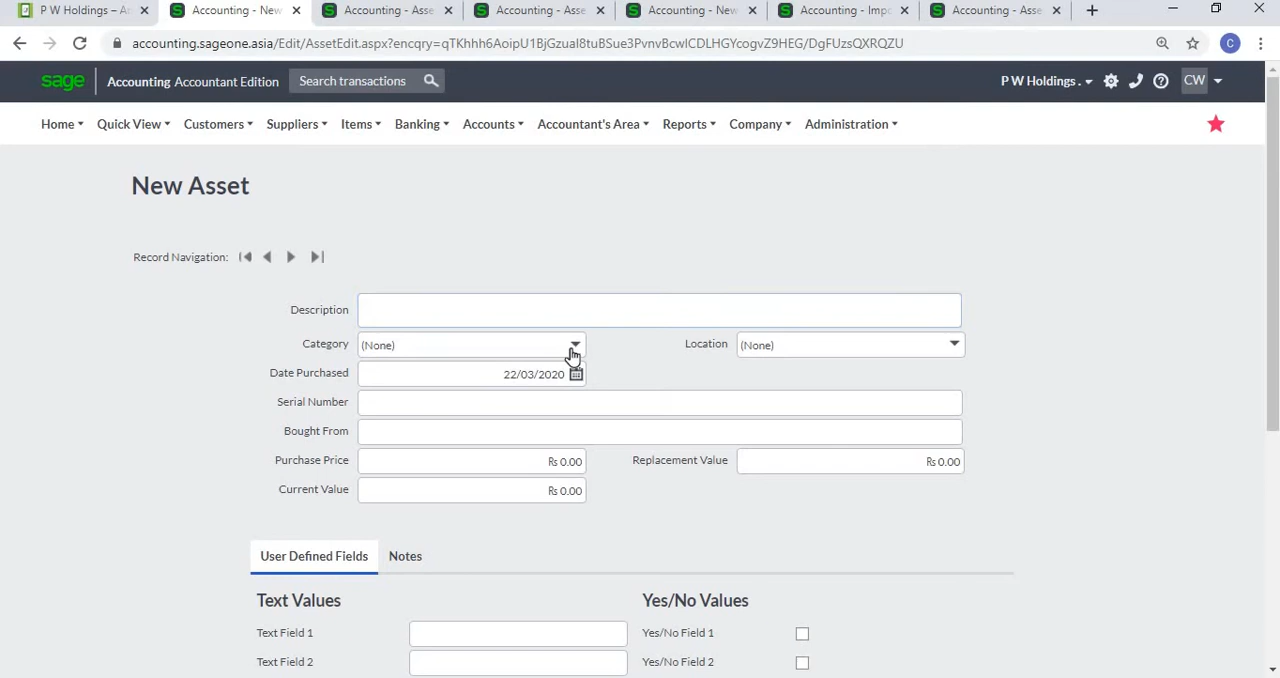 P W Holdings – A
Accounting - New
Accounting - Asse
Accounting - Asse
Accounting - New
Accounting - Impo
Accounting - Asse
accounting.sageone.asia/Edit/AssetEdit.aspx?encqry=qTKhhh6AoipU1BjGzuaI8tuBSue3PvnvBcwICDLHGYcogvZ9HEG/DgFUzsQXRQZU
C
sage Accounting Accountant Edition Search transactions P W Holdings . CW
Home Quick View Customers Suppliers Items Banking Accounts Accountant's Area Reports Company Administration
New Asset
Record Navigation:
Description
Category (None) Location (None)
Date Purchased 22/03/2020
Serial Number
Bought From
Purchase Price Rs 0.00 Replacement Value Rs 0.00
Current Value Rs 0.00
User Defined Fields Notes
Text Values Yes/No Values
Text Field 1 Yes/No Field 1
Text Field 2 Yes/No Field 2